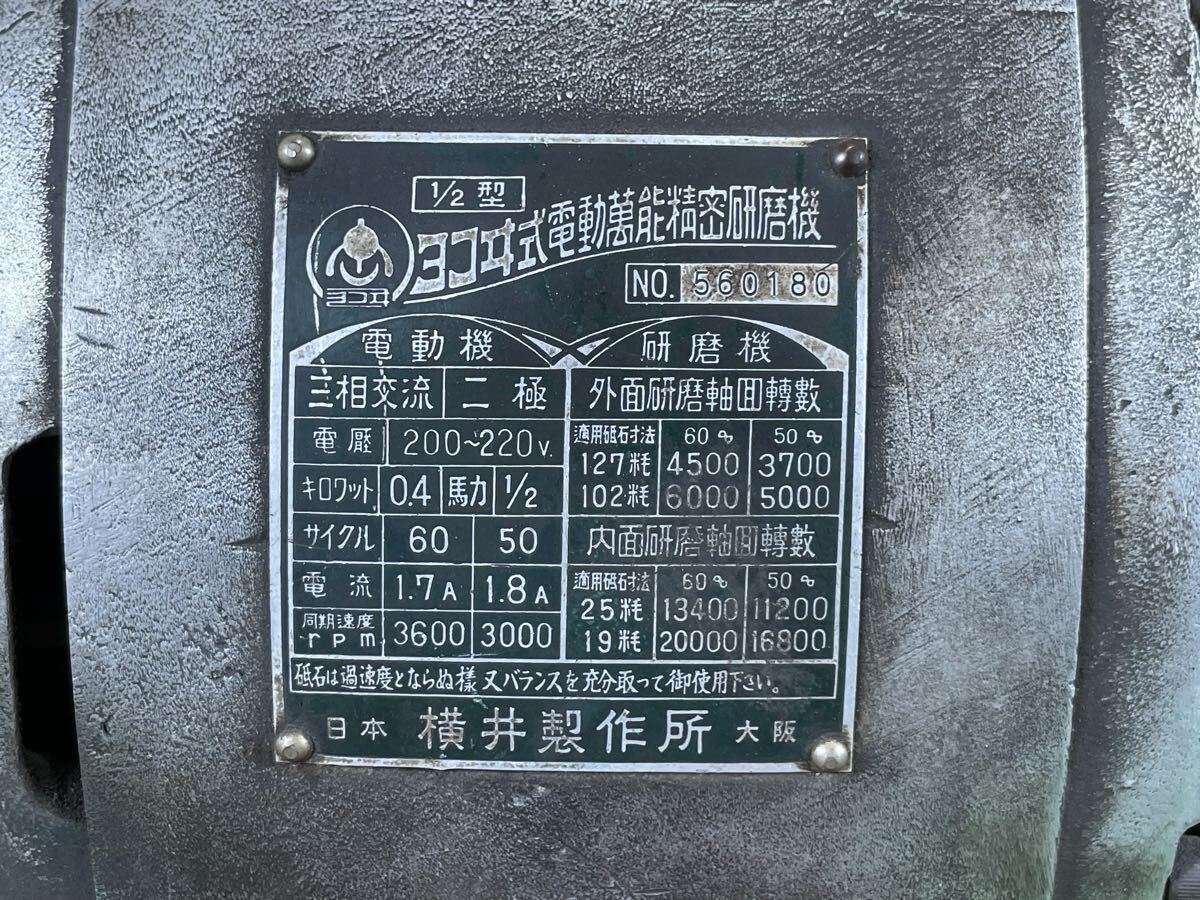 1/2型
ヨコヰ式電動萬能精密研磨機
ヨコヰ
NO. 560180
電動機
三相交流 二極
電壓 200~220V.
キロワット 0.4 馬力 1/2
サイクル 60 50
電流 1.7A 1.8A
同期速度 rpm 3600 3000
研磨機
外面研磨軸回轉數
適用砥石寸法 60∿ 50∿
127粍 4500 3700
102粍 6000 5000
内面研磨軸回轉數
適用砥石寸法 60∿ 50∿
25粍 13400 11200
19粍 20000 16800
砥石は過速度とならぬ樣又バランスを充分取って御使用下さい。
日本 横井製作所 大阪